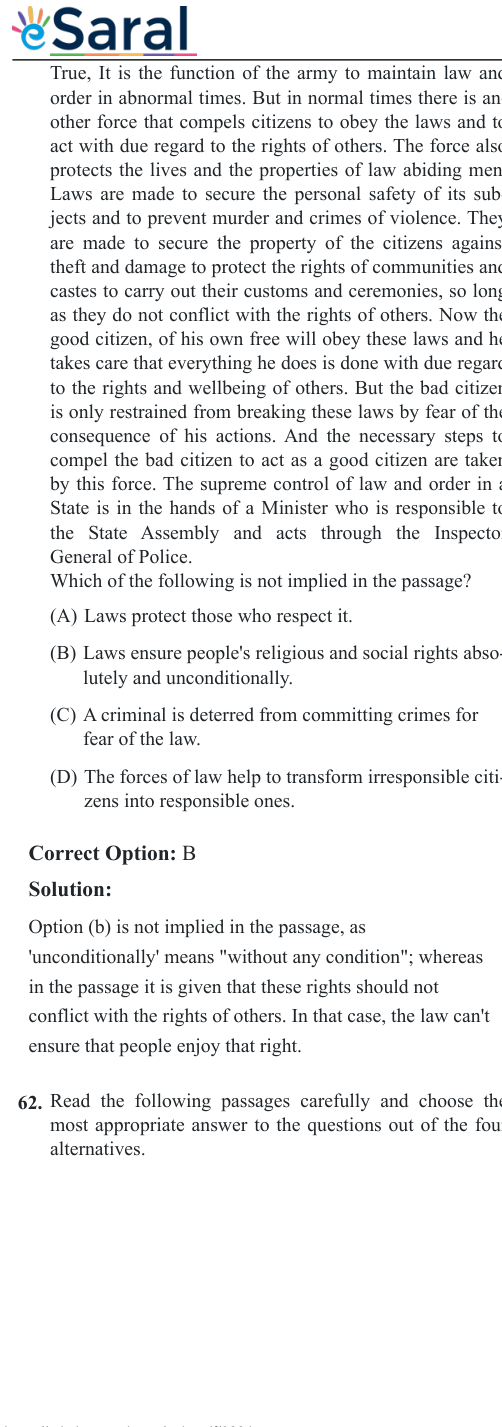 eSaral
True, It is the function of the army to maintain law and
order in abnormal times. But in normal times there is an-
other force that compels citizens to obey the laws and to
act with due regard to the rights of others. The force also
protects the lives and the properties of law abiding men.
Laws are made to secure the personal safety of its sub-
jects and to prevent murder and crimes of violence. They
are made to secure the property of the citizens against
theft and damage to protect the rights of communities and
castes to carry out their customs and ceremonies, so long
as they do not conflict with the rights of others. Now the
good citizen, of his own free will obey these laws and he
takes care that everything he does is done with due regard
to the rights and wellbeing of others. But the bad citizen
is only restrained from breaking these laws by fear of the
consequence of his actions. And the necessary steps to
compel the bad citizen to act as a good citizen are taken
by this force. The supreme control of law and order in a
State is in the hands of a Minister who is responsible to
the State Assembly and acts through the Inspector
General of Police.
Which of the following is not implied in the passage?
(A) Laws protect those who respect it.
(B) Laws ensure people's religious and social rights abso-
lutely and unconditionally.
(C) A criminal is deterred from committing crimes for
fear of the law.
(D) The forces of law help to transform irresponsible citi-
zens into responsible ones.
Correct Option: B
Solution:
Option (b) is not implied in the passage, as
'unconditionally' means "without any condition"; whereas
in the passage it is given that these rights should not
conflict with the rights of others. In that case, the law can't
ensure that people enjoy that right.
62. Read the following passages carefully and choose the
most appropriate answer to the questions out of the four
alternatives.